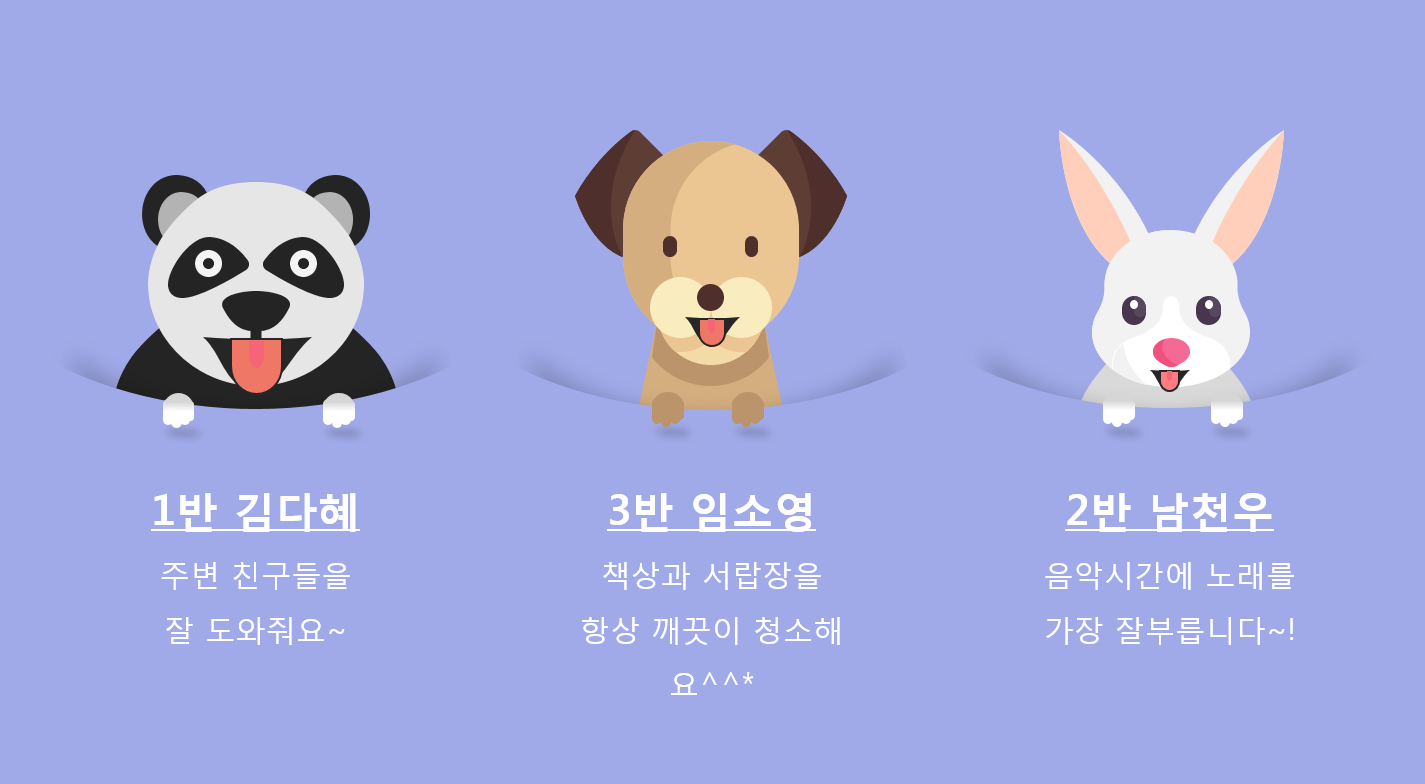 1반 김다혜
주변 친구들을
잘 도와줘요~
3반 임소영
책상과 서랍장을
항상 깨끗이 청소해
요^^*
2반 남천우
음악시간에 노래를
가장 잘부릅니다~!